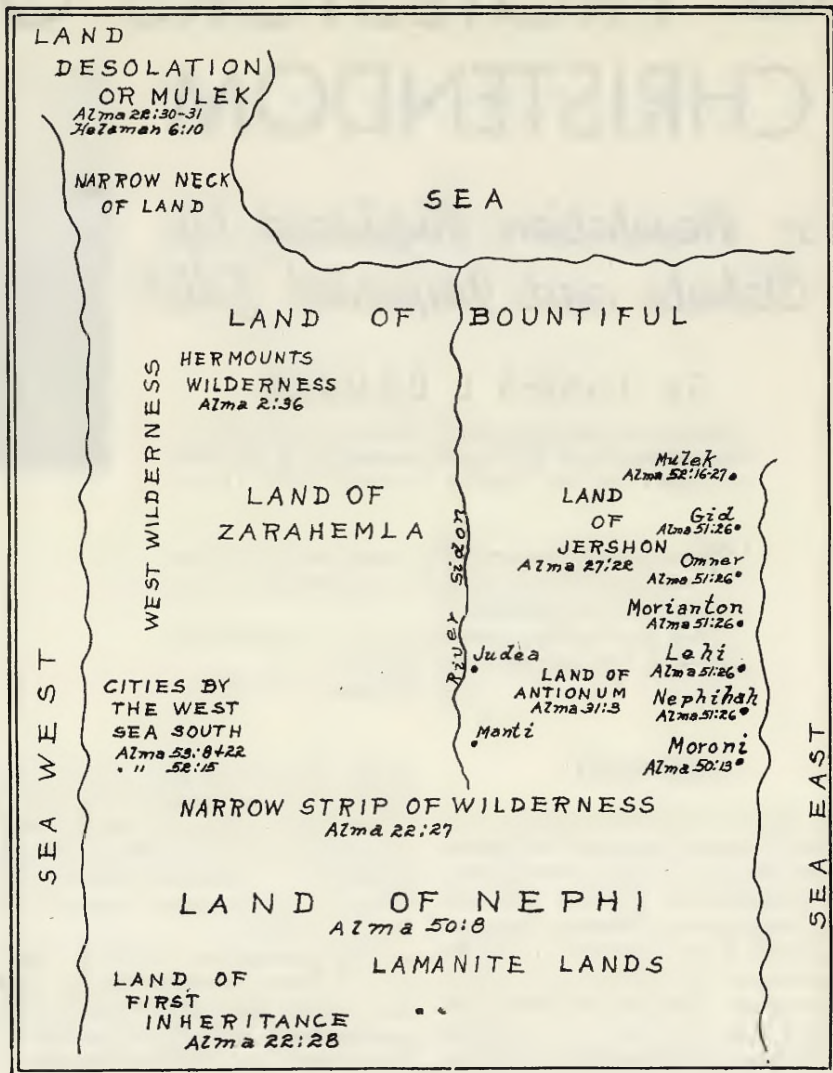 LAND
DESOLATION
OR MULEK
Alma 22:30-31
Helaman 6:10
NARROW NECK
OF LAND
SEA
LAND OF BOUNTIFUL
HERMOUNTS
WILDERNESS
Alma 2:36
WEST WILDERNESS
LAND OF
ZARAHEMLA
River Sidon
Mulek
Alma 52:16-27
LAND
OF
JERSHON
Alma 27:22
Gid
Alma 51:26
Omner
Alma 51:26
Morianton
Alma 51:26
Lehi
Alma 51:26
Nephihah
Alma 51:26
Moroni
Alma 50:13
Judea
LAND OF
ANTIONUM
Alma 31:3
Manti
CITIES BY
THE WEST
SEA SOUTH
Alma 53:8+22
" " 52:15
SEA WEST
SEA EAST
NARROW STRIP OF WILDERNESS
Alma 22:27
LAND OF NEPHI
Alma 50:8
LAMANITE LANDS
LAND OF
FIRST
INHERITANCE
Alma 22:28